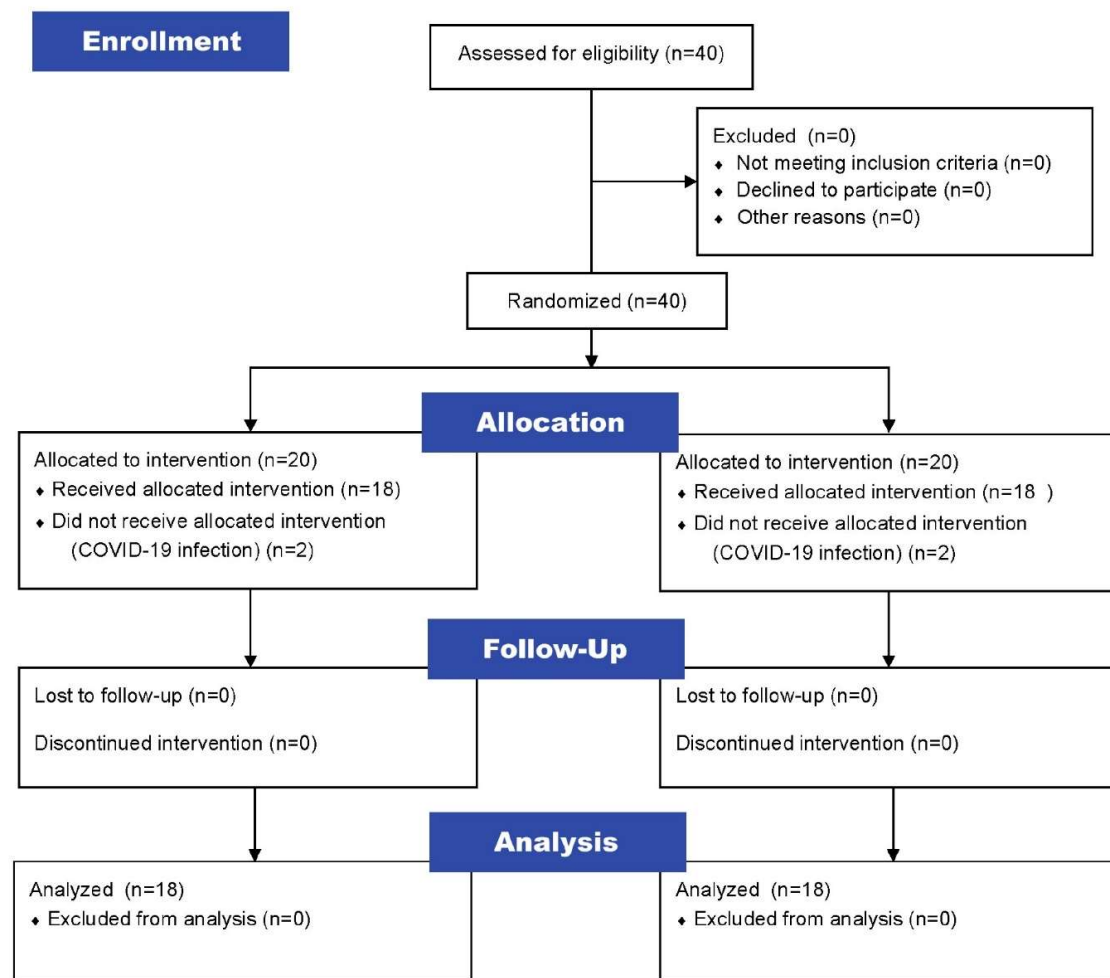 Enrollment
Assessed for eligibility (n=40)
Excluded (n=0)
♦ Not meeting inclusion criteria (n=0)
♦ Declined to participate (n=0)
♦ Other reasons (n=0)
Randomized (n=40)
Allocation
Allocated to intervention (n=20)
♦ Received allocated intervention (n=18)
♦ Did not receive allocated intervention
(COVID-19 infection) (n=2)
Allocated to intervention (n=20)
♦ Received allocated intervention (n=18 )
♦ Did not receive allocated intervention
(COVID-19 infection) (n=2)
Follow-Up
Lost to follow-up (n=0)
Discontinued intervention (n=0)
Lost to follow-up (n=0)
Discontinued intervention (n=0)
Analysis
Analyzed (n=18)
♦ Excluded from analysis (n=0)
Analyzed (n=18)
♦ Excluded from analysis (n=0)